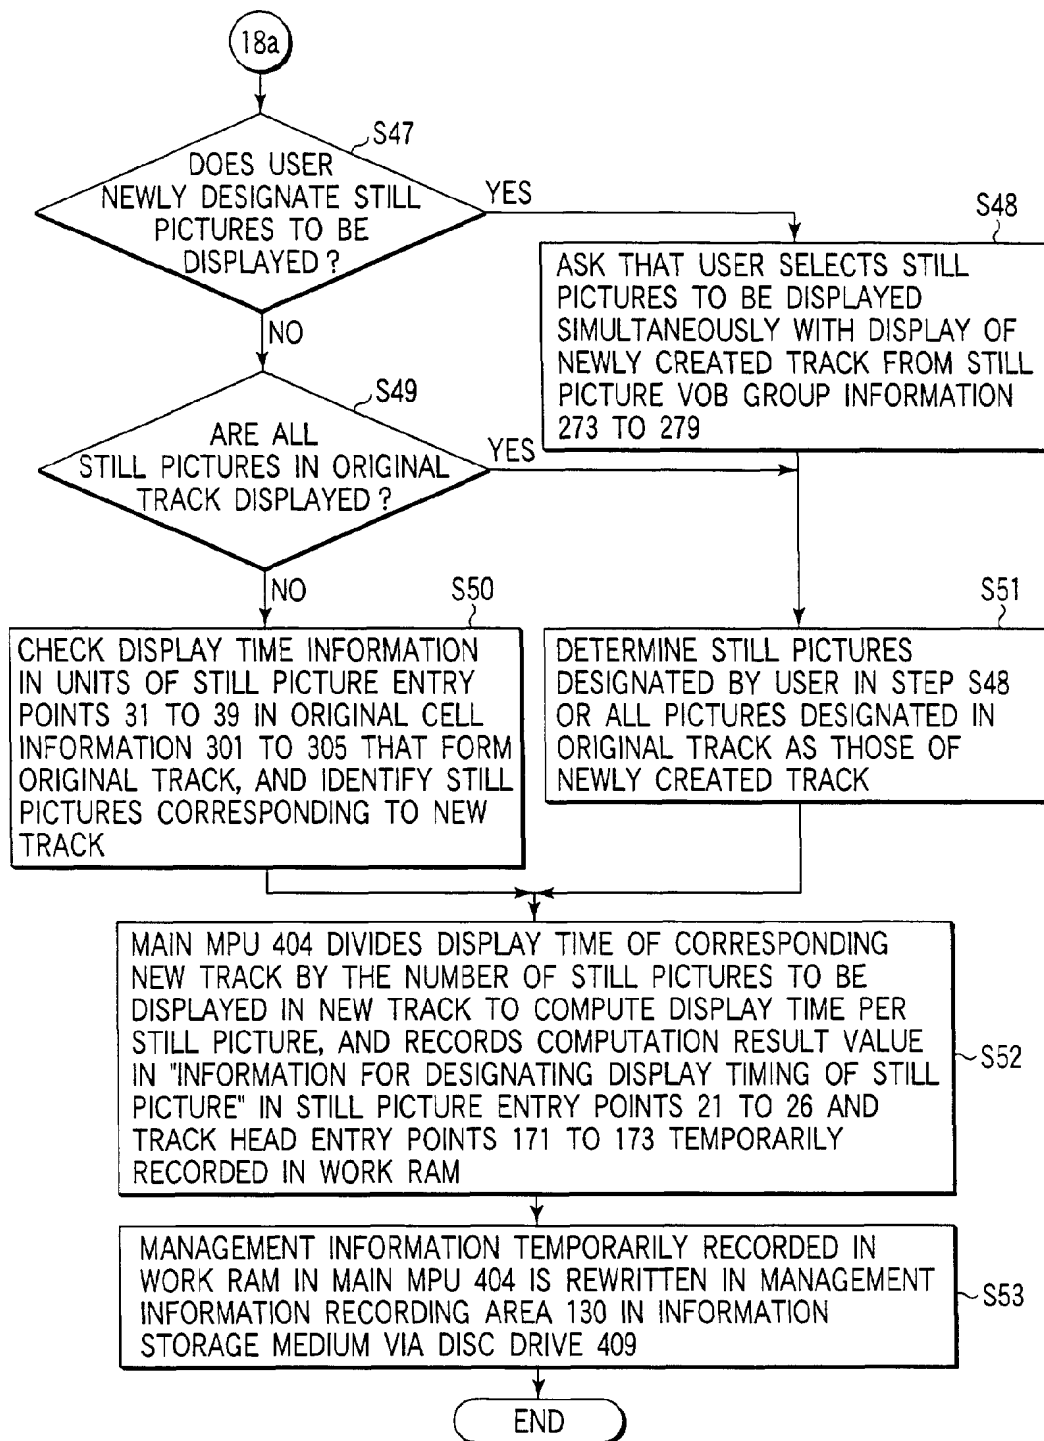 18a
S47
DOES USER
NEWLY DESIGNATE STILL
PICTURES TO BE
DISPLAYED?
YES
NO
S48
ASK THAT USER SELECTS STILL
PICTURES TO BE DISPLAYED
SIMULTANEOUSLY WITH DISPLAY OF
NEWLY CREATED TRACK FROM STILL
PICTURE VOB GROUP INFORMATION
273 TO 279
S49
ARE ALL
STILL PICTURES IN ORIGINAL
TRACK DISPLAYED?
YES
NO
S50
CHECK DISPLAY TIME INFORMATION
IN UNITS OF STILL PICTURE ENTRY
POINTS 31 TO 39 IN ORIGINAL CELL
INFORMATION 301 TO 305 THAT FORM
ORIGINAL TRACK, AND IDENTIFY STILL
PICTURES CORRESPONDING TO NEW
TRACK
S51
DETERMINE STILL PICTURES
DESIGNATED BY USER IN STEP S48
OR ALL PICTURES DESIGNATED IN
ORIGINAL TRACK AS THOSE OF
NEWLY CREATED TRACK
MAIN MPU 404 DIVIDES DISPLAY TIME OF CORRESPONDING
NEW TRACK BY THE NUMBER OF STILL PICTURES TO BE
DISPLAYED IN NEW TRACK TO COMPUTE DISPLAY TIME PER
STILL PICTURE, AND RECORDS COMPUTATION RESULT VALUE
IN "INFORMATION FOR DESIGNATING DISPLAY TIMING OF STILL
PICTURE" IN STILL PICTURE ENTRY POINTS 21 TO 26 AND
TRACK HEAD ENTRY POINTS 171 TO 173 TEMPORARILY
RECORDED IN WORK RAM
S52
MANAGEMENT INFORMATION TEMPORARILY RECORDED IN
WORK RAM IN MAIN MPU 404 IS REWRITTEN IN MANAGEMENT
INFORMATION RECORDING AREA 130 IN INFORMATION
STORAGE MEDIUM VIA DISC DRIVE 409
S53
END